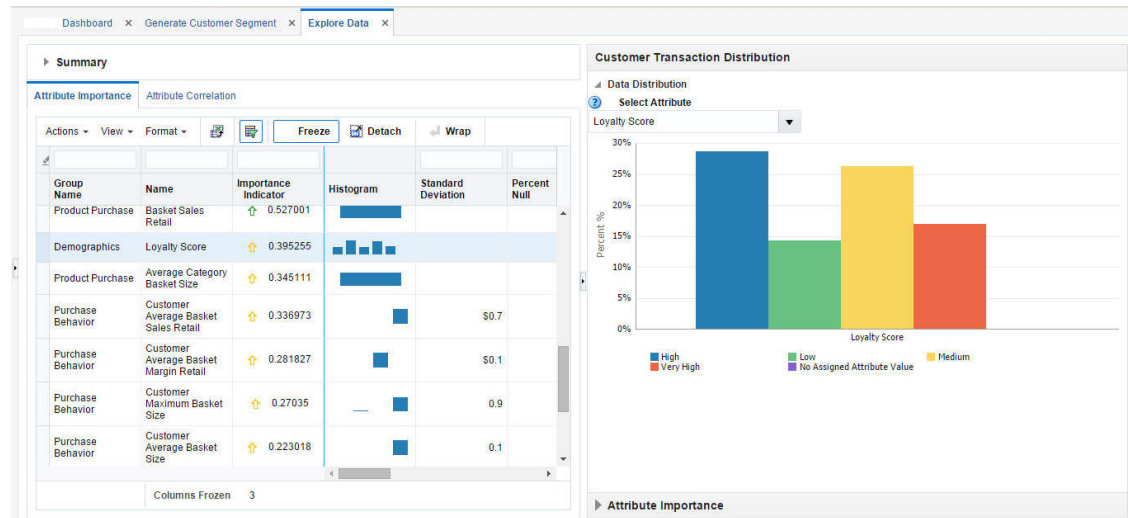 Dashboard × Generate Customer Segment × Explore Data ×
Summary
Attribute Importance Attribute Correlation
Actions View Format Freeze Detach Wrap
Group Name Name Importance Indicator Histogram Standard Deviation Percent Null
Product Purchase Basket Sales Retail 0.527001
Demographics Loyalty Score 0.395255
Product Purchase Average Category Basket Size 0.345111
Purchase Behavior Customer Average Basket Sales Retail 0.336973 $0.7
Purchase Behavior Customer Average Basket Margin Retail 0.281827 $0.1
Purchase Behavior Customer Maximum Basket Size 0.27035 0.9
Purchase Behavior Customer Average Basket Size 0.223018 0.1
Columns Frozen 3
Customer Transaction Distribution
Data Distribution
? Select Attribute
Loyalty Score
30%
25%
20%
15%
10%
5%
0%
Percent %
Loyalty Score
High Low Medium
Very High No Assigned Attribute Value
Attribute Importance